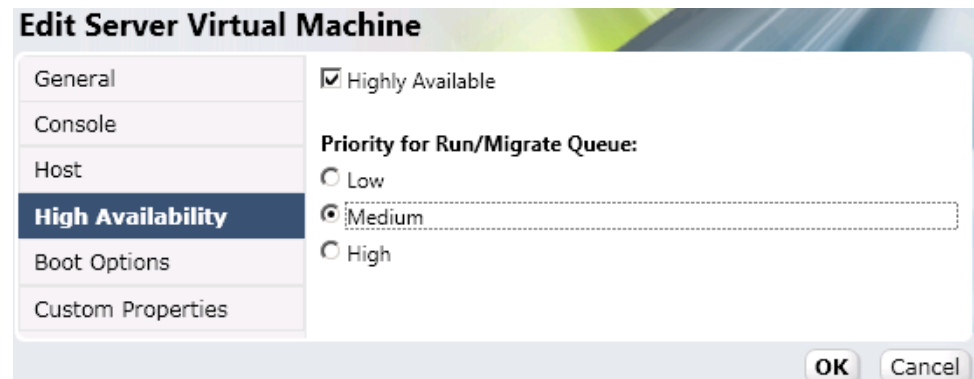 Edit Server Virtual Machine
General
Console
Host
High Availability
Boot Options
Custom Properties
Highly Available
Priority for Run/Migrate Queue:
Low
Medium
High
OK
Cancel